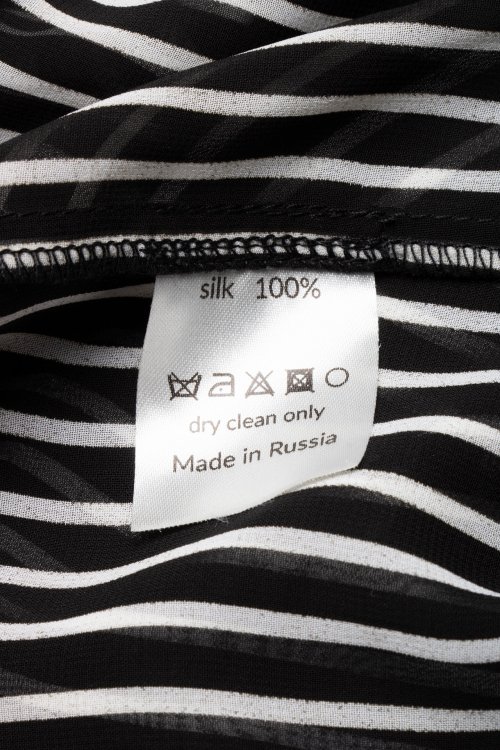 silk 100%
dry clean only
Made in Russia